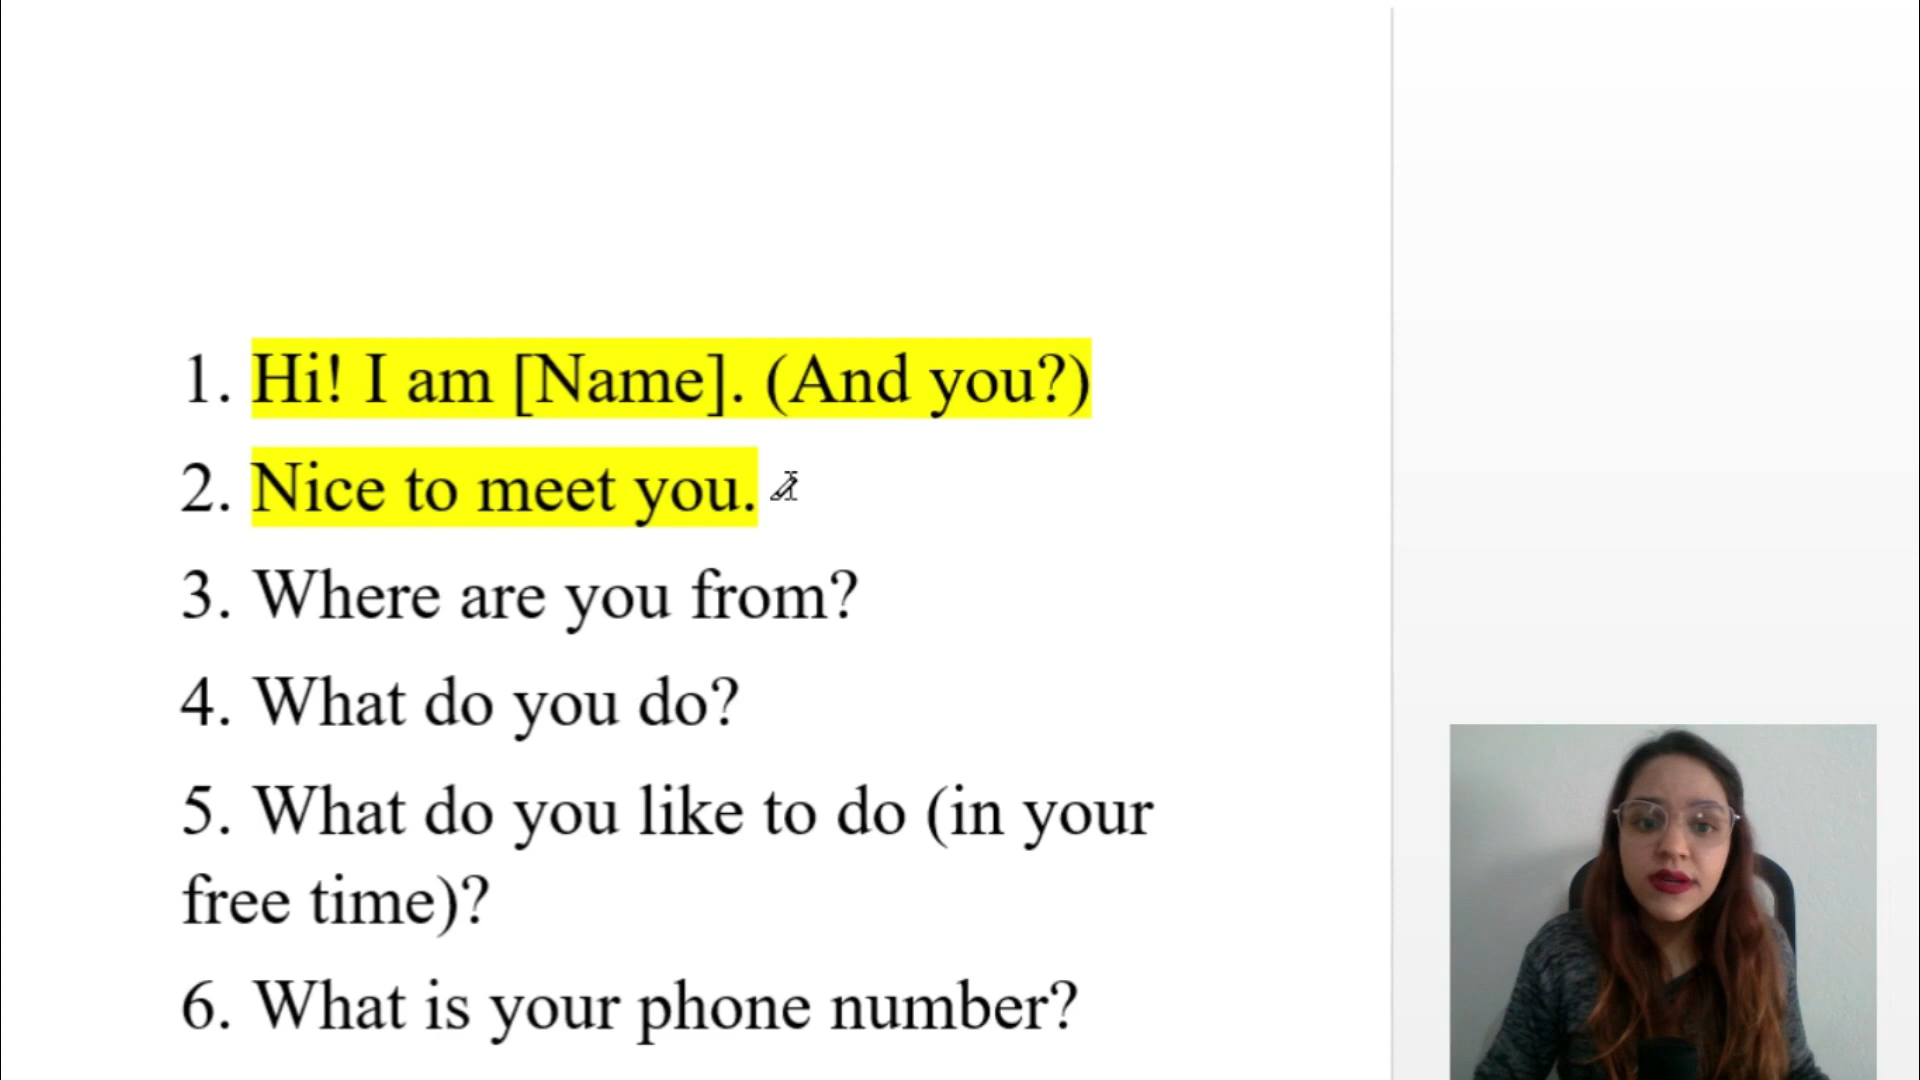 1. Hi! I am [Name]. (And you?)
2. Nice to meet you.
3. Where are you from?
4. What do you do?
5. What do you like to do (in your
free time)?
6. What is your phone number?